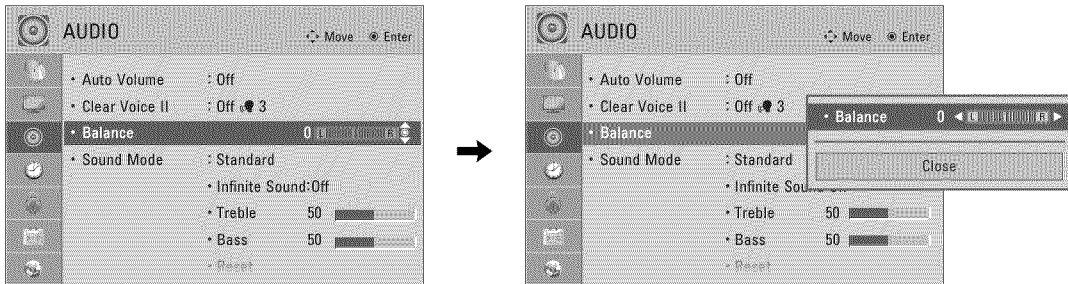 AUDIO
Move Enter
• Auto Volume : Off
• Clear Voice II : Off 3
• Balance 0 L R
• Sound Mode : Standard
• Infinite Sound:Off
• Treble 50
• Bass 50
• Reset
AUDIO
Move Enter
• Auto Volume : Off
• Clear Voice II : Off 3
• Balance
• Sound Mode : Standard
• Infinite
• Treble 50
• Bass 50
• Reset
• Balance 0 L R
Close